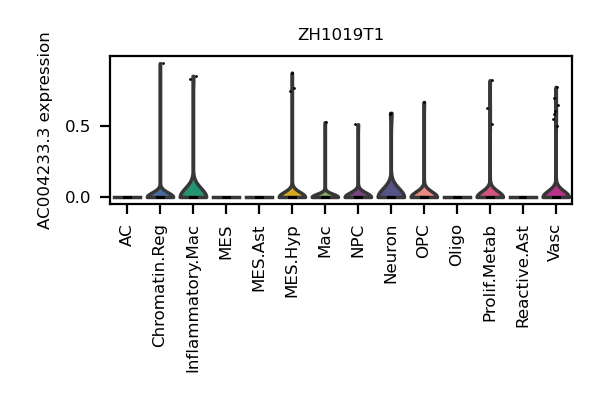 ZH1019T1
AC004233.3 expression
0.5
0.0
AC
Chromatin.Reg
Inflammatory.Mac
MES
MES.Ast
MES.Hyp
Mac
NPC
Neuron
OPC
Oligo
Prolif.Metab
Reactive.Ast
Vasc